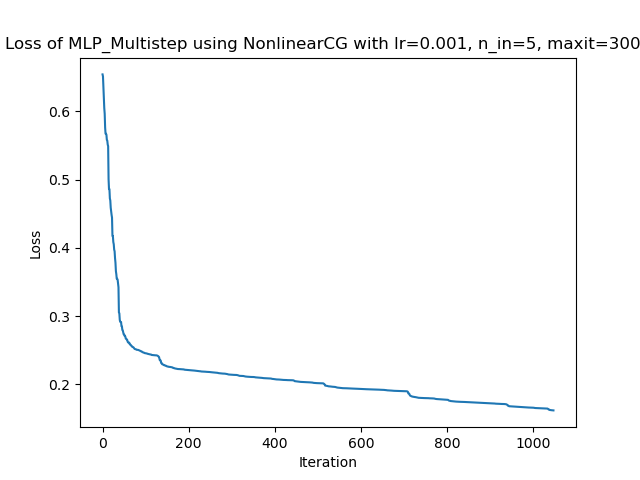 Loss of MLP_Multistep using NonlinearCG with lr=0.001, n_in=5, maxit=300
0.6
0.5
0.4
0.3
0.2
Loss
0 200 400 600 800 1000
Iteration